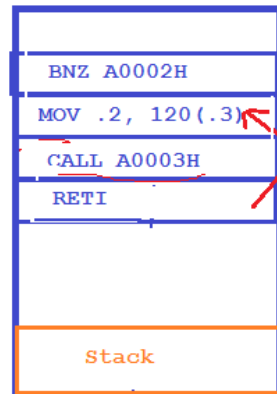 BNZ A0002H
MOV .2, 120(.3)
CALL A0003H
RETI
Stack